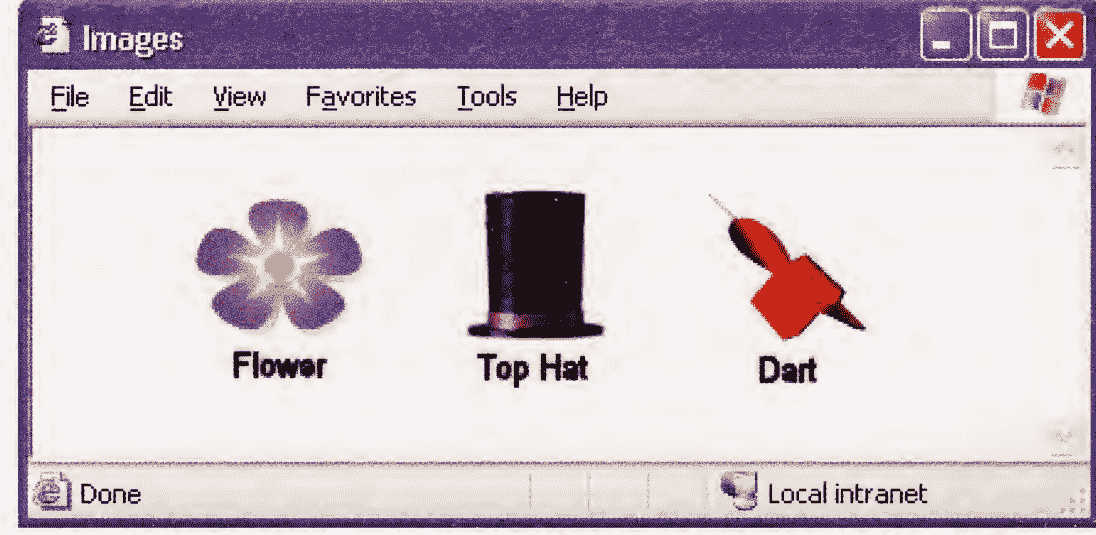 Images
File Edit View Favorites Tools Help
Flower Top Hat Dart
Done Local intranet